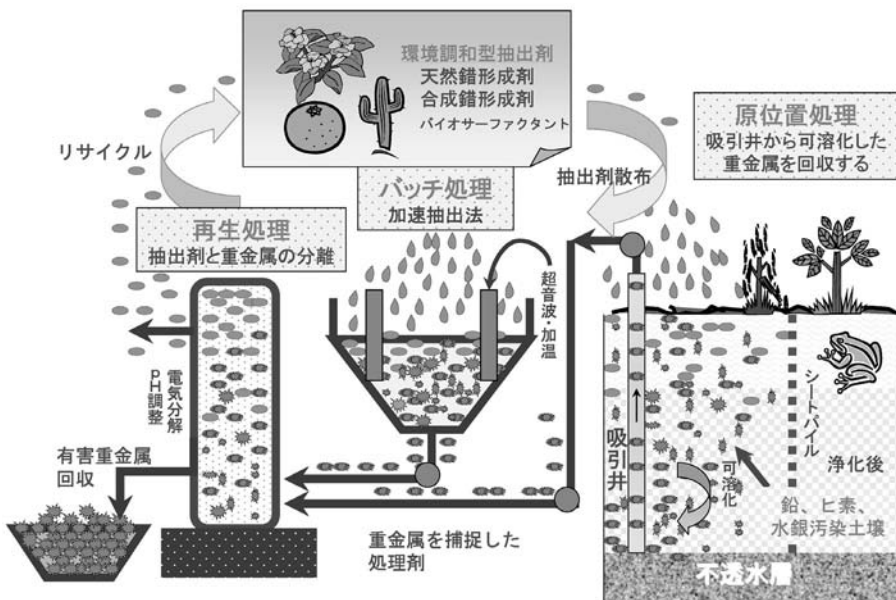 環境調和型抽出剤
天然錯形成剤
合成錯形成剤
バイオサーファクタント
リサイクル
抽出剤散布
原位置処理
吸引井から可溶化した
重金属を回収する
バッチ処理
加速抽出法
再生処理
抽出剤と重金属の分離
超音波・加温
電気分解
pH調整
有害重金属
回収
重金属を捕捉した
処理剤
吸引井
可溶化
シートパイル
浄化後
鉛、ヒ素、
水銀汚染土壌
不透水層